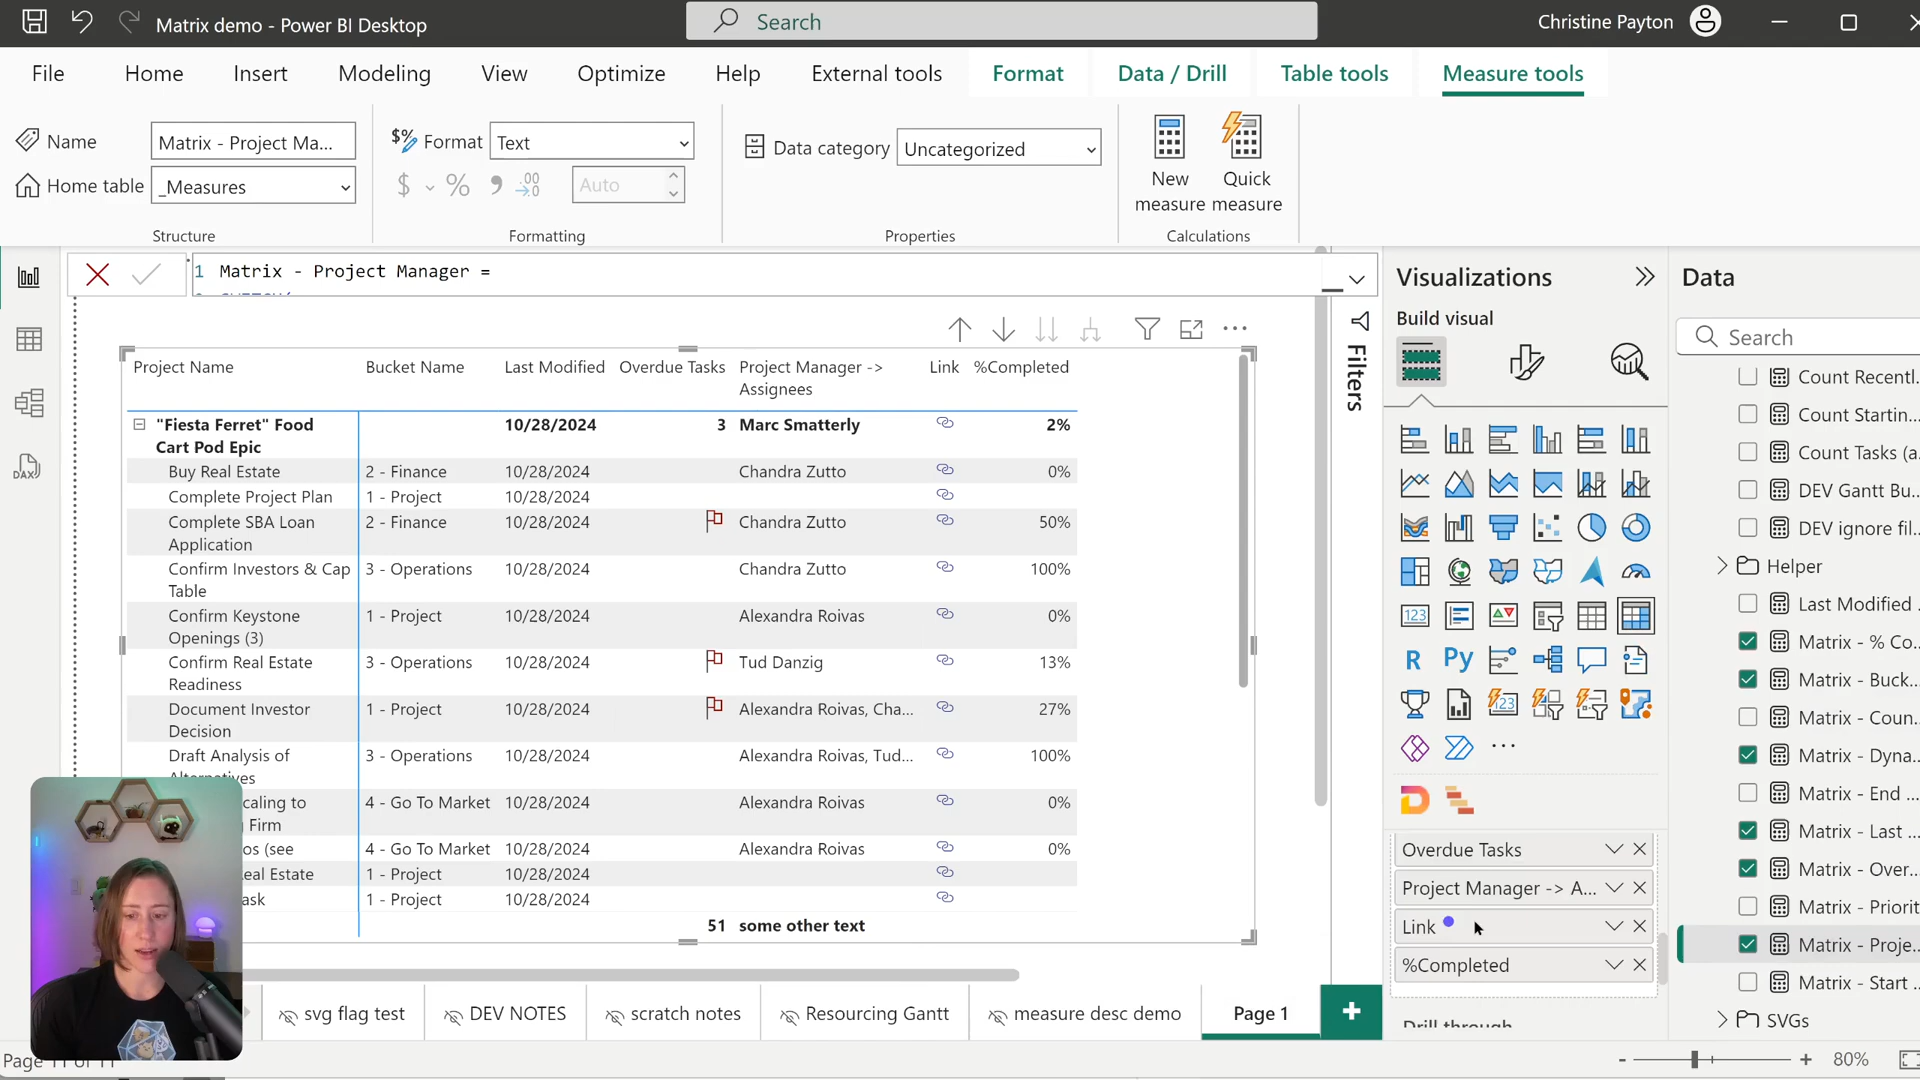 Matrix demo - Power BI Desktop
Search
Christine Payton
File
Home
Insert
Modeling
View
Optimize
Help
External tools
Format
Data / Drill
Table tools
Measure tools
Name
Matrix - Project Ma...
Home table
_Measures
Structure
Format
Text
Auto
Formatting
Data category
Uncategorized
Properties
New measure
Quick measure
Calculations
1 Matrix - Project Manager =
Project Name Bucket Name Last Modified Overdue Tasks Project Manager ->
Assignees
Link %Completed
"Fiesta Ferret" Food
Cart Pod Epic
10/28/2024 3 Marc Smatterly 2%
Buy Real Estate 2 - Finance 10/28/2024 Chandra Zutto 0%
Complete Project Plan 1 - Project 10/28/2024
Complete SBA Loan
Application
2 - Finance 10/28/2024 Chandra Zutto 50%
Confirm Investors & Cap
Table
3 - Operations 10/28/2024 Chandra Zutto 100%
Confirm Keystone
Openings (3)
1 - Project 10/28/2024 Alexandra Roivas 0%
Confirm Real Estate
Readiness
3 - Operations 10/28/2024 Tud Danzig 13%
Document Investor
Decision
1 - Project 10/28/2024 Alexandra Roivas, Cha... 27%
Draft Analysis of
Alternatives
3 - Operations 10/28/2024 Alexandra Roivas, Tud... 100%
caling to
Firm
4 - Go To Market 10/28/2024 Alexandra Roivas 0%
os (see 4 - Go To Market 10/28/2024 Alexandra Roivas 0%
eal Estate 1 - Project 10/28/2024
ask 1 - Project 10/28/2024
51 some other text
Filters
Visualizations
Build visual
123
R
Py
123
Overdue Tasks
Project Manager -> A...
Link
%Completed
Data
Search
Count Recentl...
Count Startin...
Count Tasks (a...
DEV Gantt Bu...
DEV ignore fil...
Helper
Last Modified
Matrix - % Co...
Matrix - Buck...
Matrix - Coun...
Matrix - Dyna...
Matrix - End ...
Matrix - Last ...
Matrix - Over...
Matrix - Priorit
Matrix - Proje...
Matrix - Start ...
SVGs
DAX
svg flag test
DEV NOTES
scratch notes
Resourcing Gantt
measure desc demo
Page 1
Page 11 of 11
80%